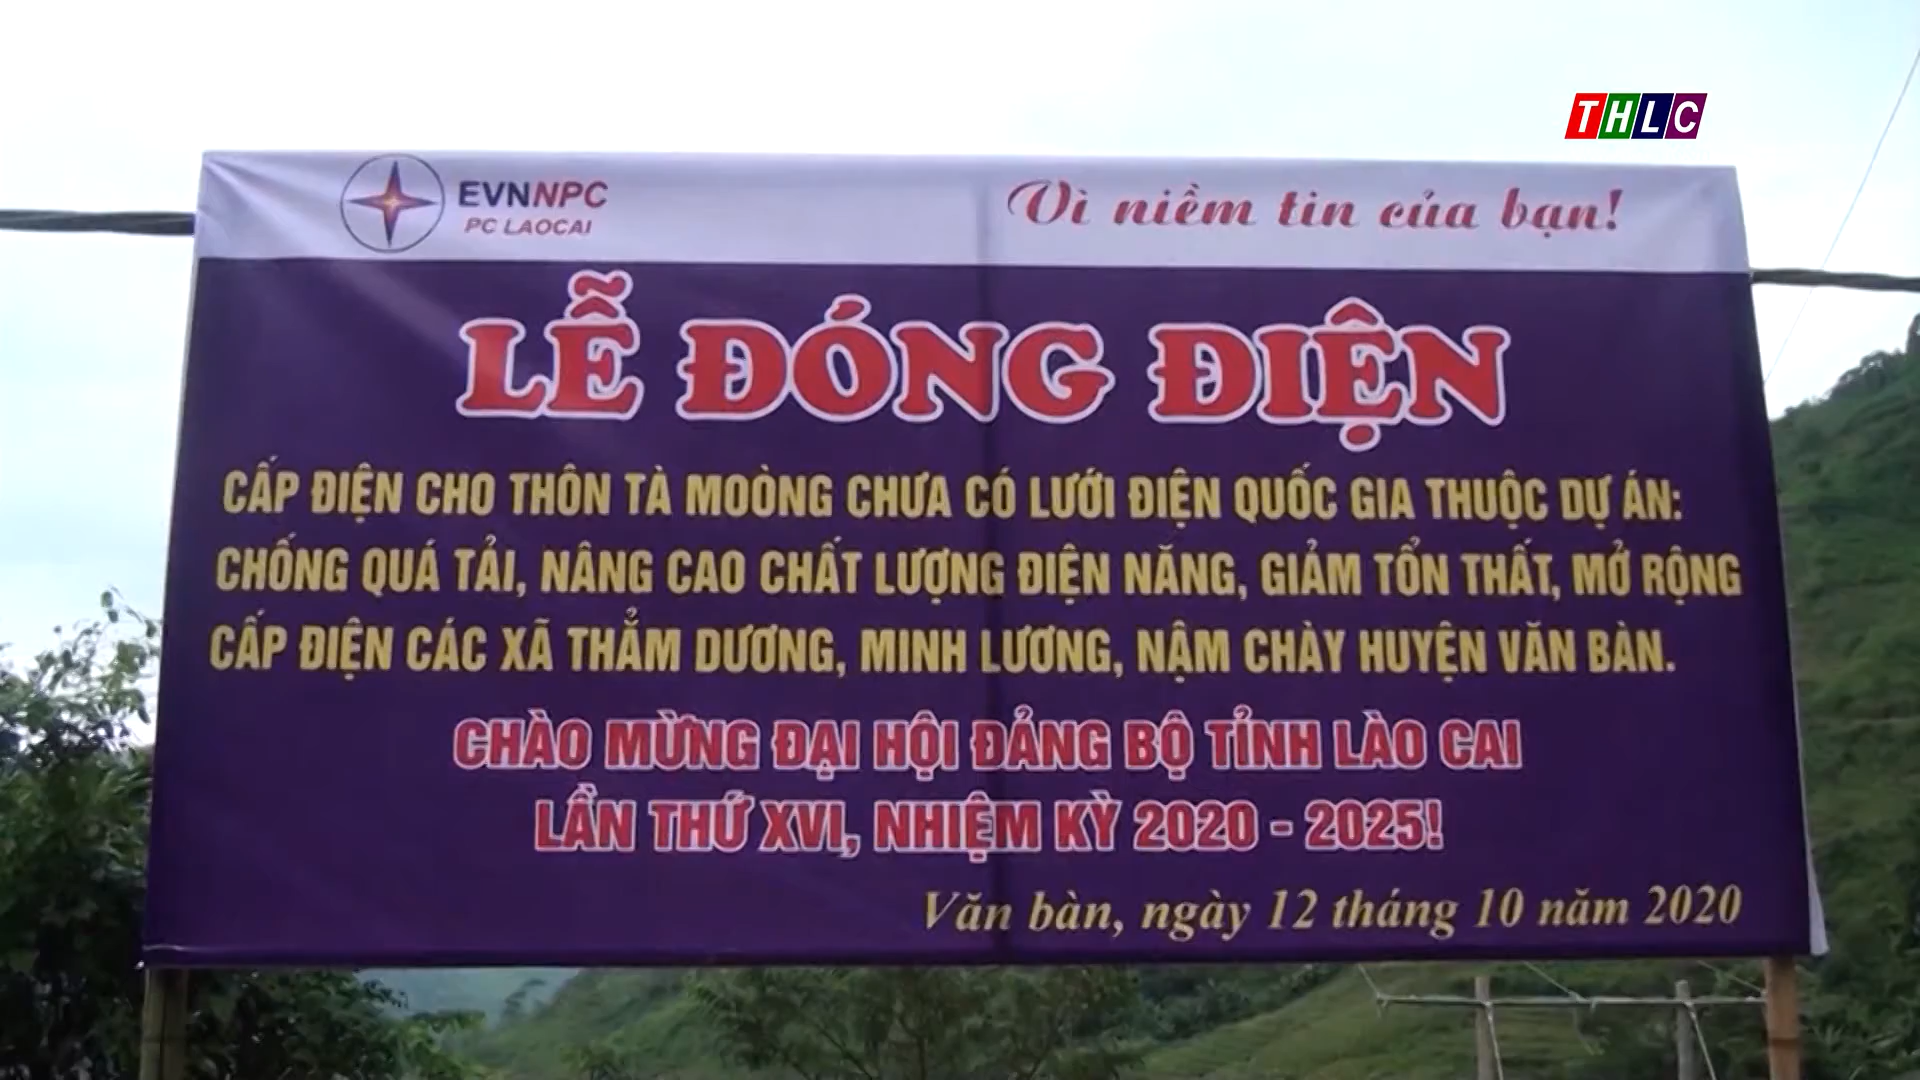 THLC
EVNNPC
PC LAOCAI
Vì niềm tin của bạn!
LỄ ĐÓNG ĐIỆN
CẤP ĐIỆN CHO THÔN TÀ MOÒNG CHƯA CÓ LƯỚI ĐIỆN QUỐC GIA THUỘC DỰ ÁN:
CHỐNG QUÁ TẢI, NÂNG CAO CHẤT LƯỢNG ĐIỆN NĂNG, GIẢM TỔN THẤT, MỞ RỘNG
CẤP ĐIỆN CÁC XÃ THẲM DƯƠNG, MINH LƯƠNG, NẬM CHÀY HUYỆN VĂN BÀN.
CHÀO MỪNG ĐẠI HỘI ĐẢNG BỘ TỈNH LÀO CAI
LẦN THỨ XVI, NHIỆM KỲ 2020 - 2025!
Văn bàn, ngày 12 tháng 10 năm 2020